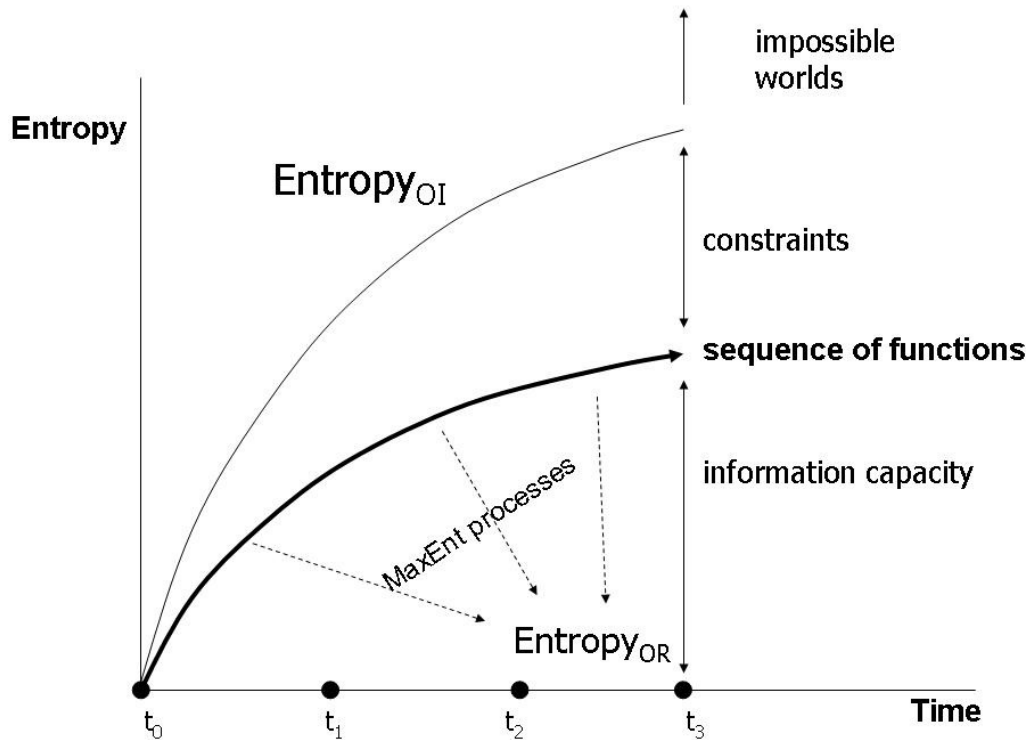 impossible
worlds
Entropy
Entropy_OI
constraints
sequence of functions
information capacity
MaxEnt processes
Entropy_OR
t_0
t_1
t_2
t_3
Time